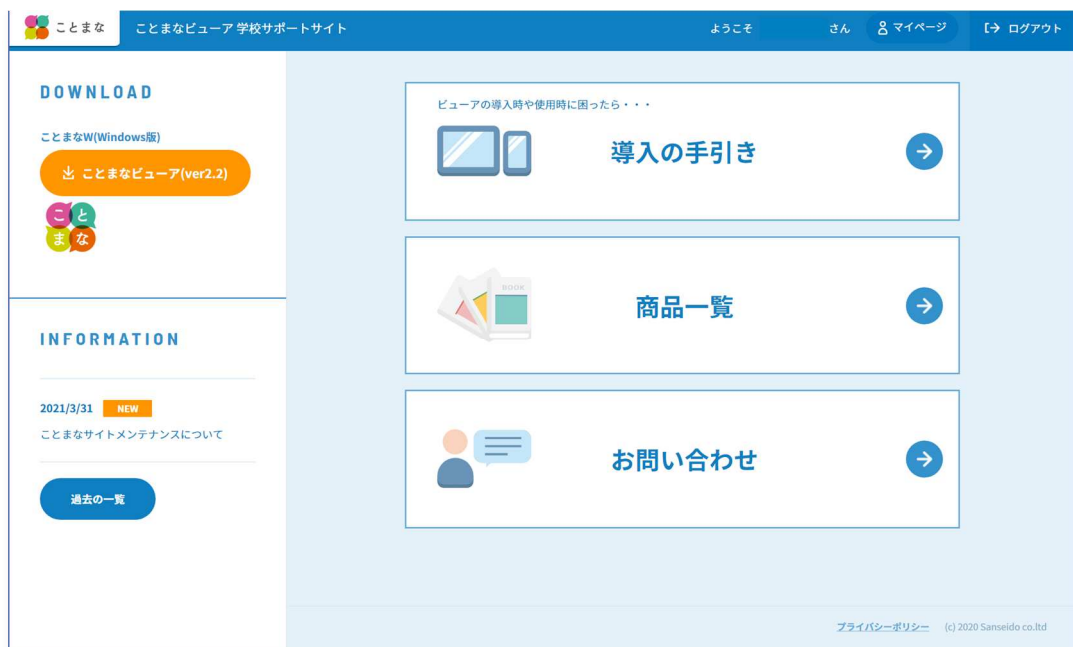 ことまな
ことまなビューア 学校サポートサイト
ようこそ さん
マイページ
ログアウト
DOWNLOAD
ことまなW(Windows版)
ことまなビューア(ver2.2)
こと
まな
INFORMATION
2021/3/31 NEW
ことまなサイトメンテナンスについて
過去の一覧
ビューアの導入時や使用時に困ったら・・・
導入の手引き
BOOK
商品一覧
お問い合わせ
プライバシーポリシー (c) 2020 Sanseido co.ltd